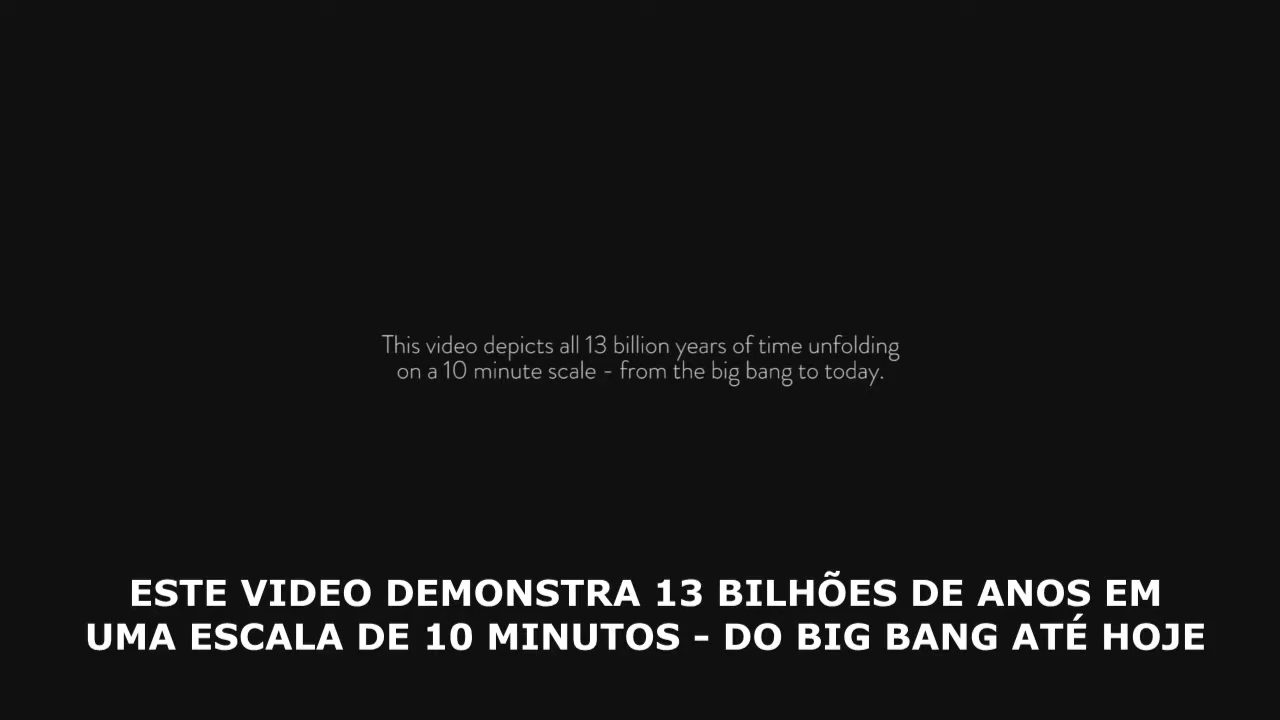 This video depicts all 13 billion years of time unfolding
on a 10 minute scale - from the big bang to today.
ESTE VIDEO DEMONSTRA 13 BILHÕES DE ANOS EM
UMA ESCALA DE 10 MINUTOS - DO BIG BANG ATÉ HOJE